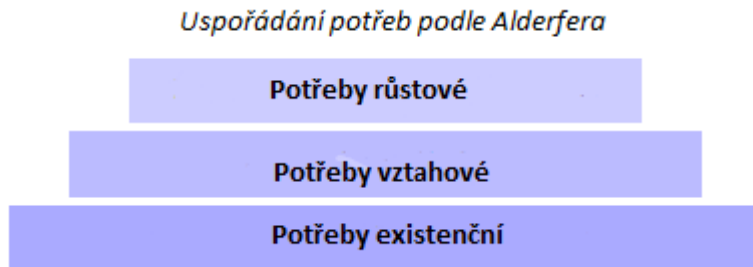 Uspořádání potřeb podle Alderfera
Potřeby růstové
Potřeby vztahové
Potřeby existenční